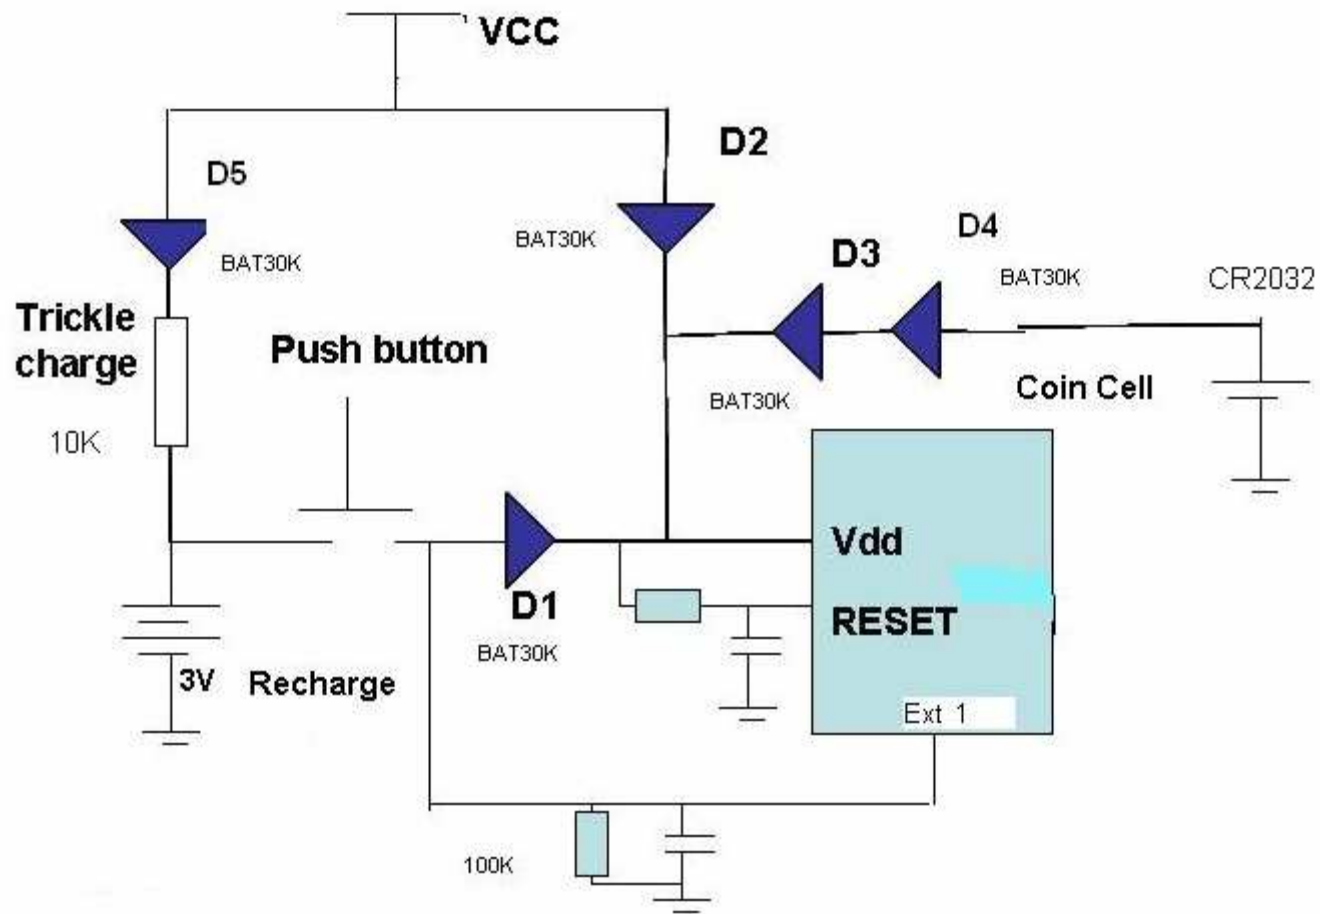 VCC
D2
D5
BAT30K
BAT30K
D3
D4
BAT30K
CR2032
Trickle
charge
10K
Push button
BAT30K
Coin Cell
Vdd
D1
BAT30K
RESET
3V
Recharge
Ext 1
100K